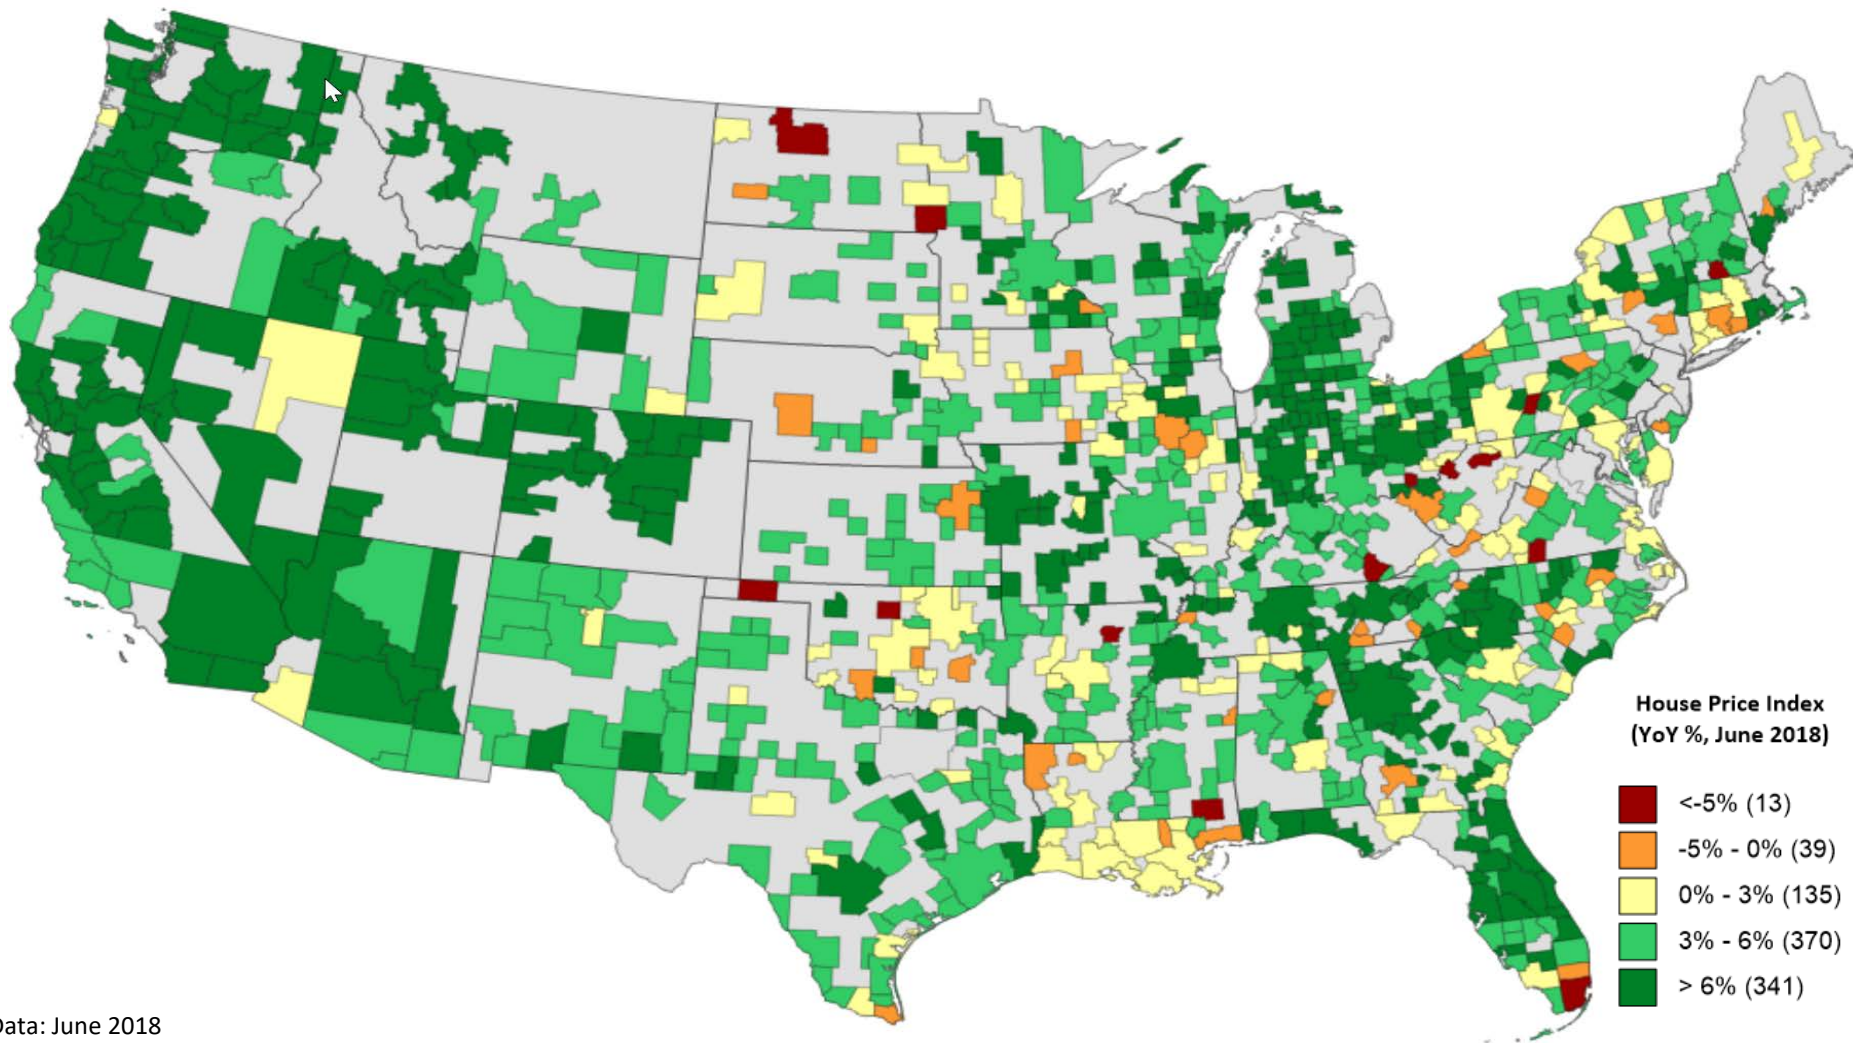 House Price Index
(YoY %, June 2018)
<-5% (13)
-5% - 0% (39)
0% - 3% (135)
3% - 6% (370)
> 6% (341)
Data: June 2018